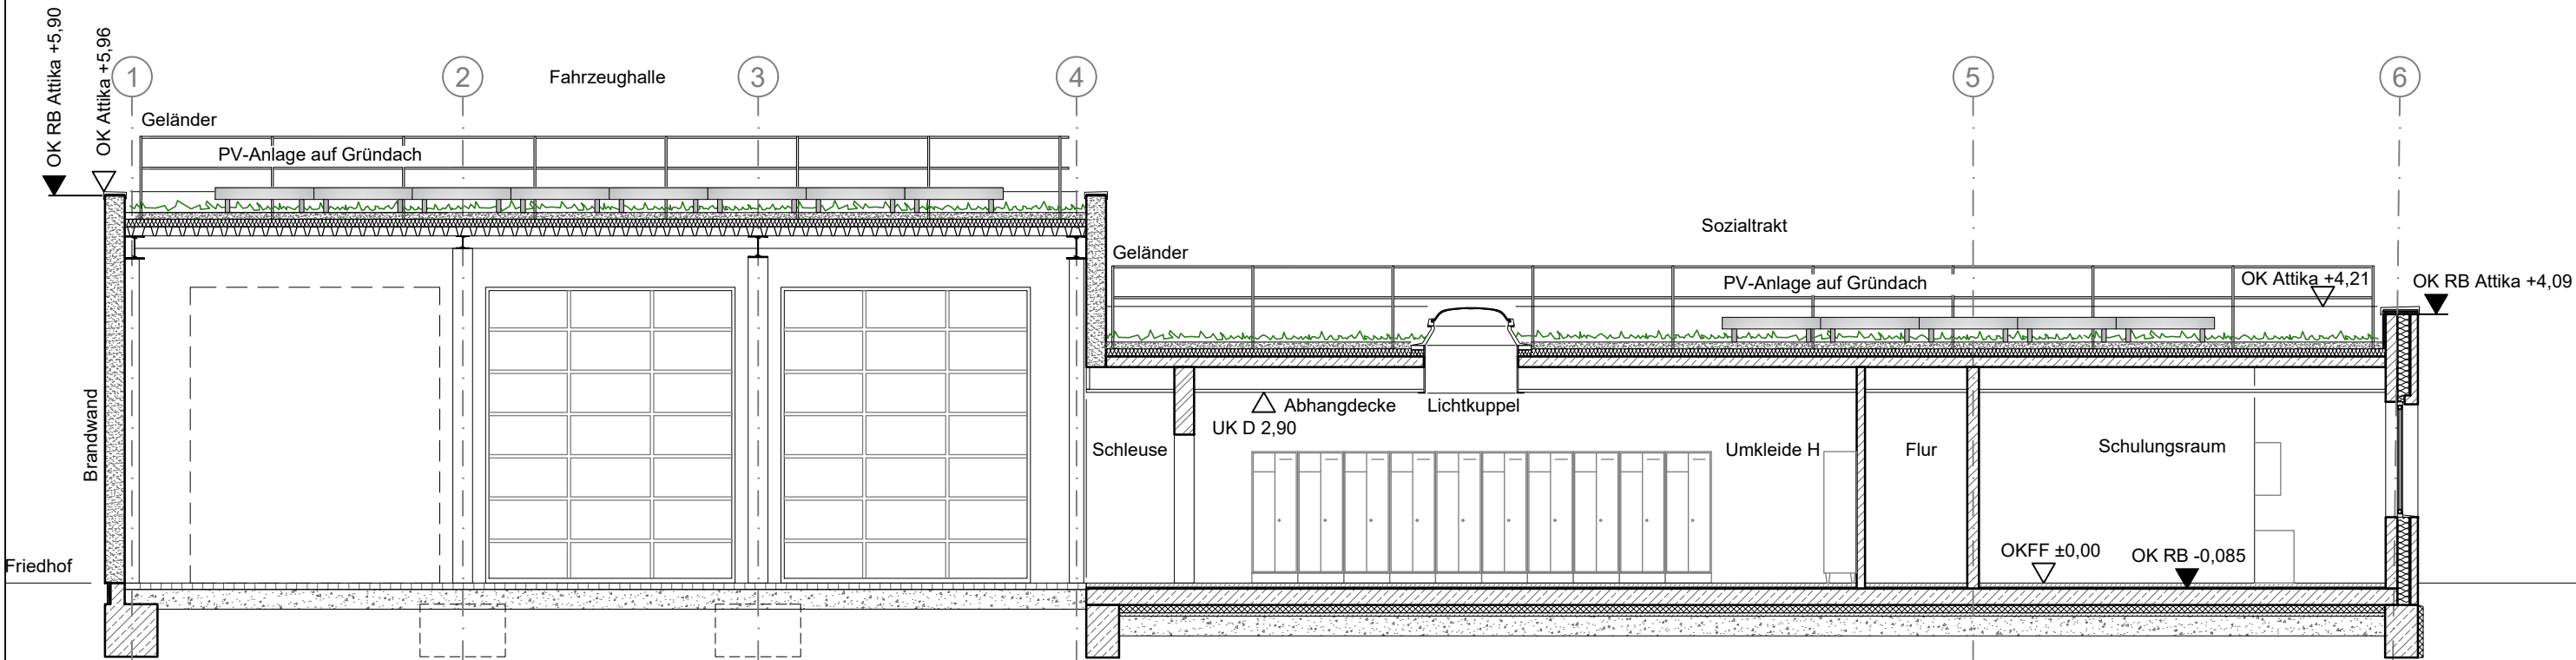 OK RB Attika +5,90
OK Attika +5,96
1
2
Fahrzeughalle
3
4
5
6
Geländer
PV-Anlage auf Gründach
Sozialtrakt
Geländer
PV-Anlage auf Gründach
OK Attika +4,21
OK RB Attika +4,09
Brandwand
Abhangdecke
Lichtkuppel
UK D 2,90
Schleuse
Umkleide H
Flur
Schulungsraum
OKFF ±0,00
OK RB -0,085
Friedhof